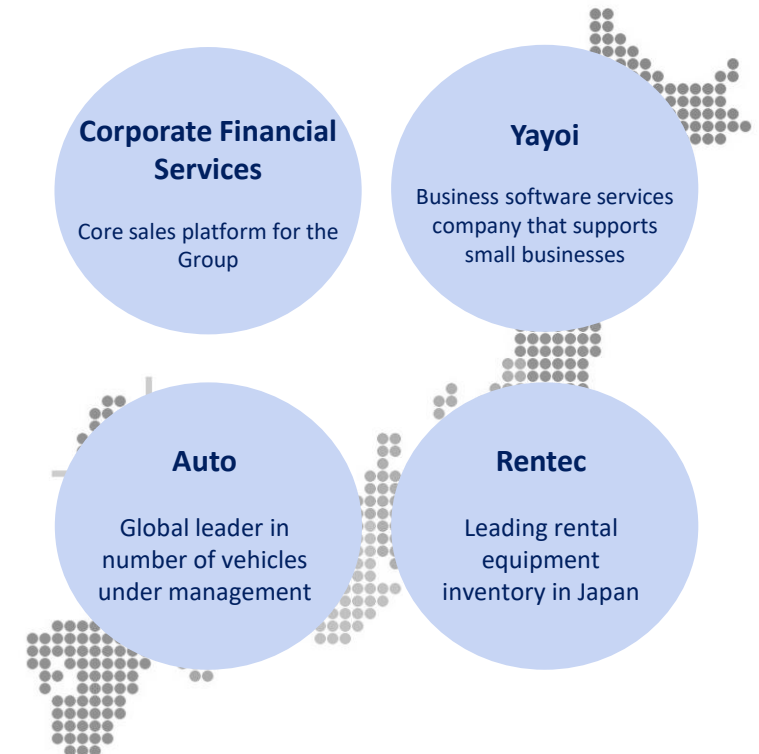 Corporate Financial
Services
Core sales platform for the
Group
Yayoi
Business software services
company that supports
small businesses
Auto
Global leader in
number of vehicles
under management
Rentec
Leading rental
equipment
inventory in Japan